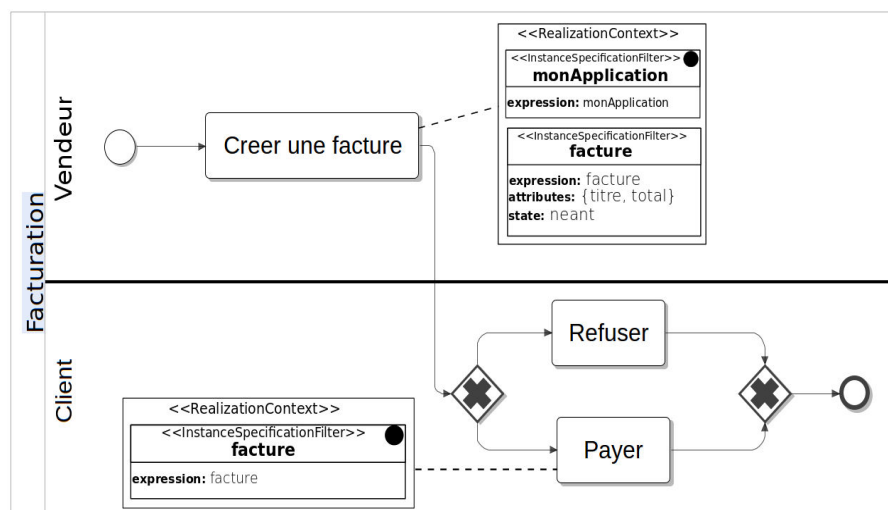 Facturation
Vendeur
Creer une facture
<<RealizationContext>>
<<InstanceSpecificationFilter>>
monApplication
expression: monApplication
<<InstanceSpecificationFilter>>
facture
expression: facture
attributes: {titre, total}
state: neant
Client
Refuser
Payer
<<RealizationContext>>
<<InstanceSpecificationFilter>>
facture
expression: facture